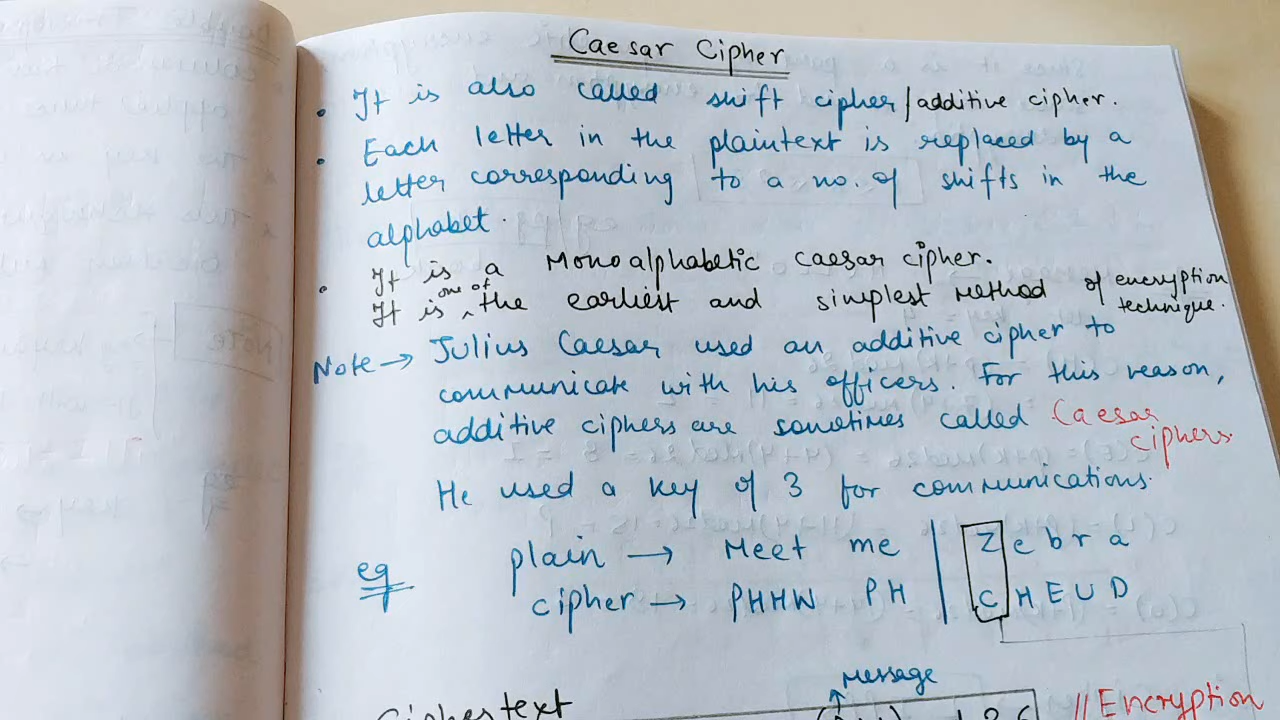 Caesar Cipher
• It is also called shift cipher/additive cipher.
• Each letter in the plaintext is replaced by a
letter corresponding to a no. of shifts in the
alphabet.
• It is a Monoalphabetic caesar cipher.
It is one of the earliest and simplest method of encryption
technique.
Note → Julius Caesar used an additive cipher to
communicate with his officers. For this reason,
additive ciphers are sometimes called Caesar
ciphers.
He used a key of 3 for communications.
eg plain → Meet me | Zebra
cipher → PHHW PH | CHEUD
Message
Ciphertext
// Encryption